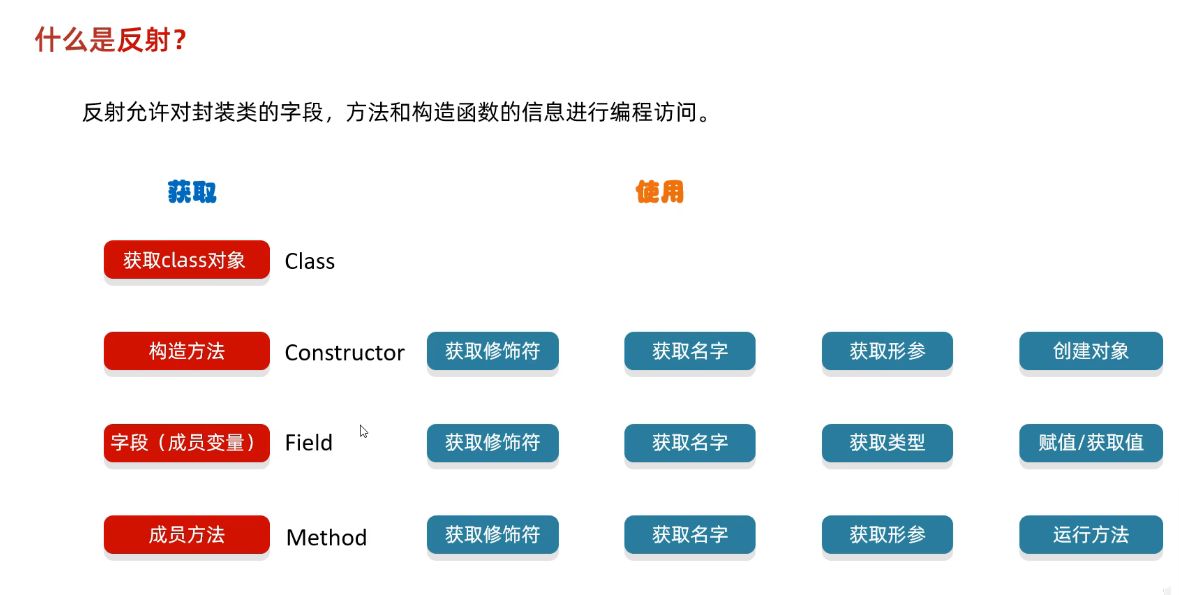 什么是反射?
反射允许对封装类的字段，方法和构造函数的信息进行编程访问。
获取 使用
获取class对象 Class
构造方法 Constructor 获取修饰符 获取名字 获取形参 创建对象
字段（成员变量） Field 获取修饰符 获取名字 获取类型 赋值/获取值
成员方法 Method 获取修饰符 获取名字 获取形参 运行方法